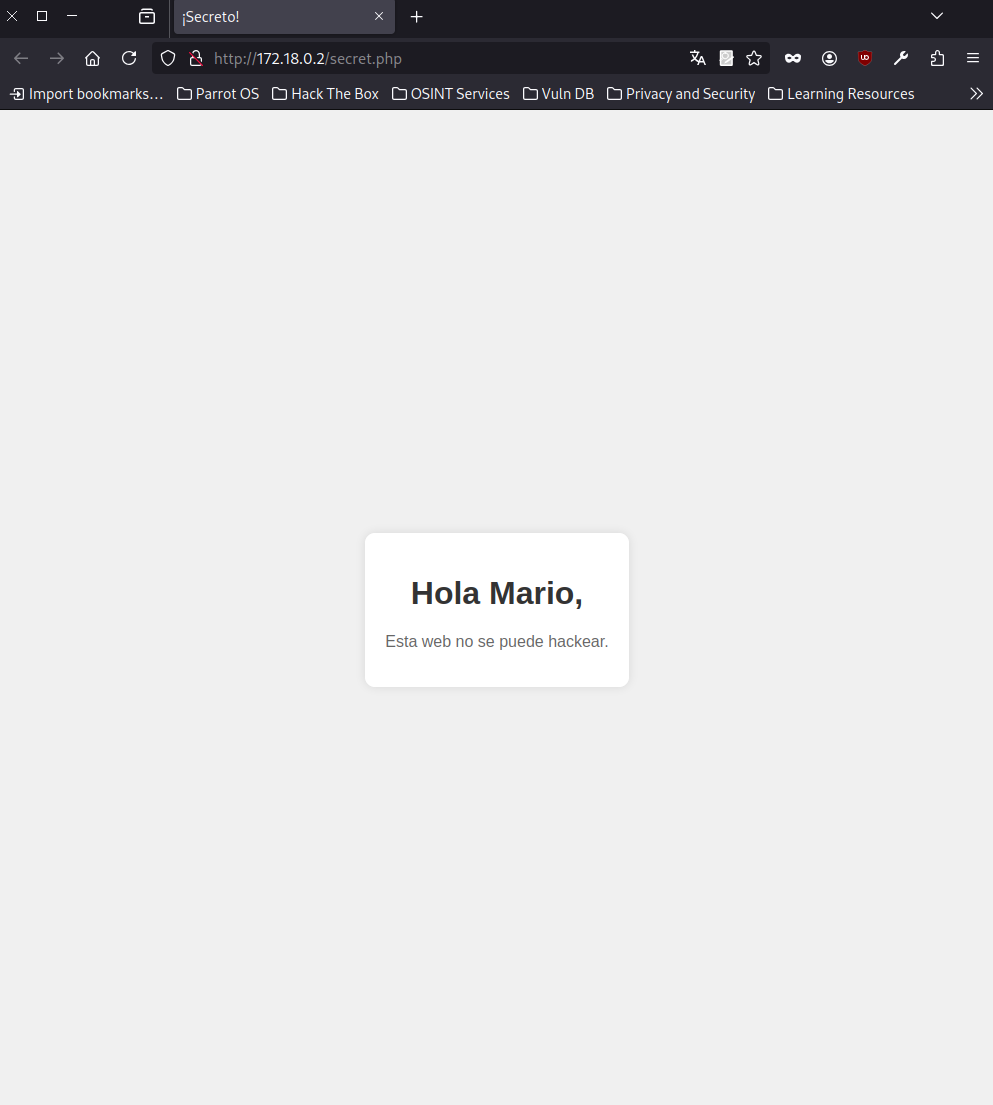 ¡Secreto!
http://172.18.0.2/secret.php
Import bookmarks... Parrot OS Hack The Box OSINT Services Vuln DB Privacy and Security Learning Resources
Hola Mario,
Esta web no se puede hackear.